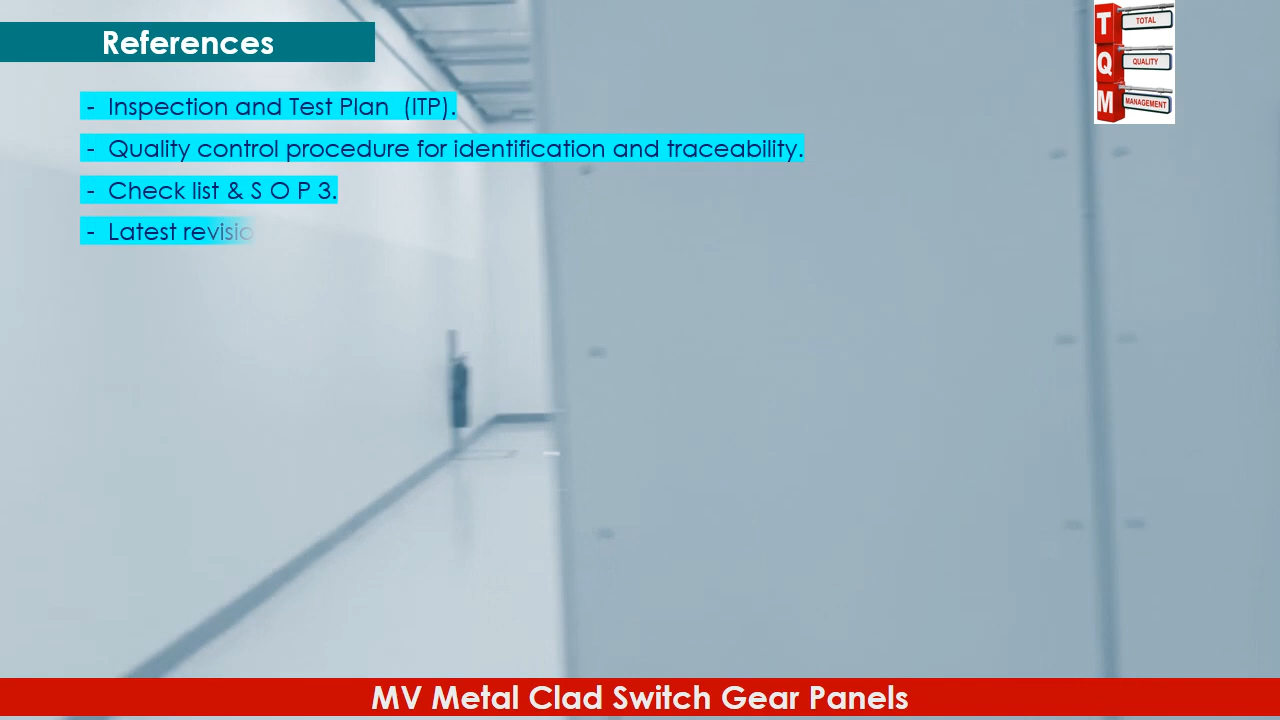 References
- Inspection and Test Plan (ITP).
- Quality control procedure for identification and traceability.
- Check list & S O P 3.
- Latest
T TOTAL
Q QUALITY
M MANAGEMENT
MV Metal Clad Switch Gear Panels